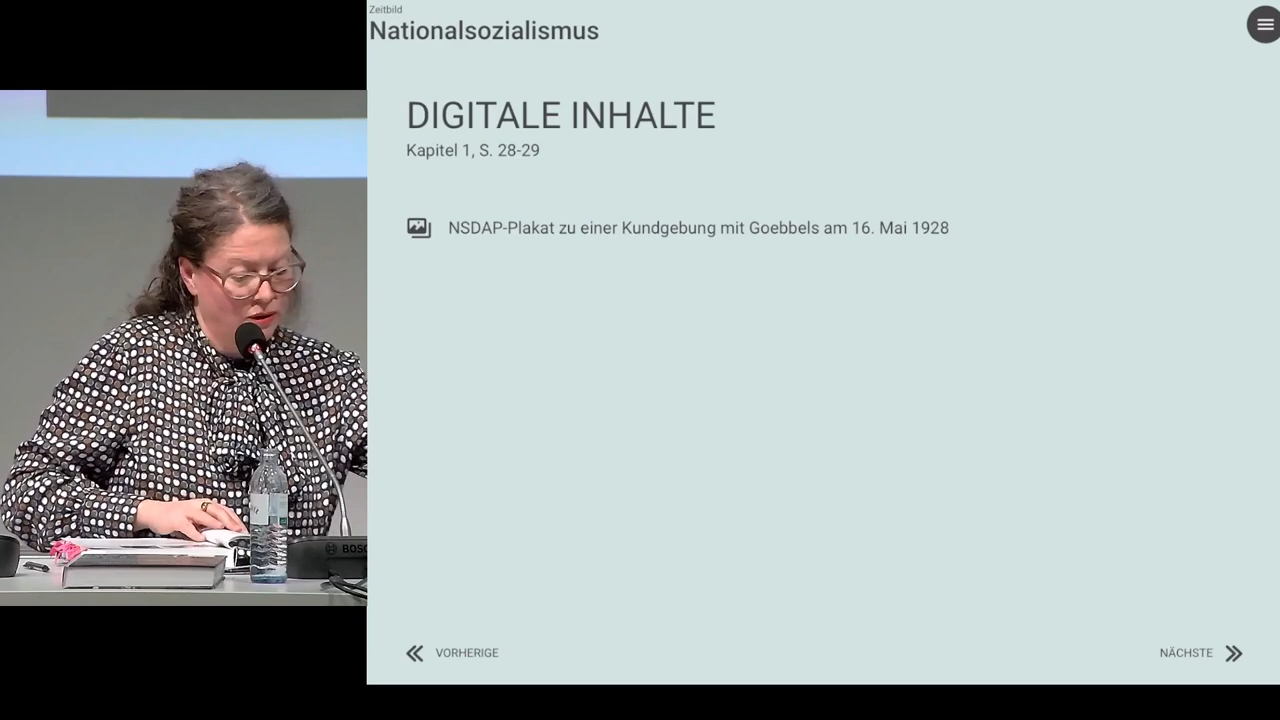 Zeitbild
Nationalsozialismus
DIGITALE INHALTE
Kapitel 1, S. 28-29
NSDAP-Plakat zu einer Kundgebung mit Goebbels am 16. Mai 1928
VORHERIGE
NÄCHSTE
BOSC